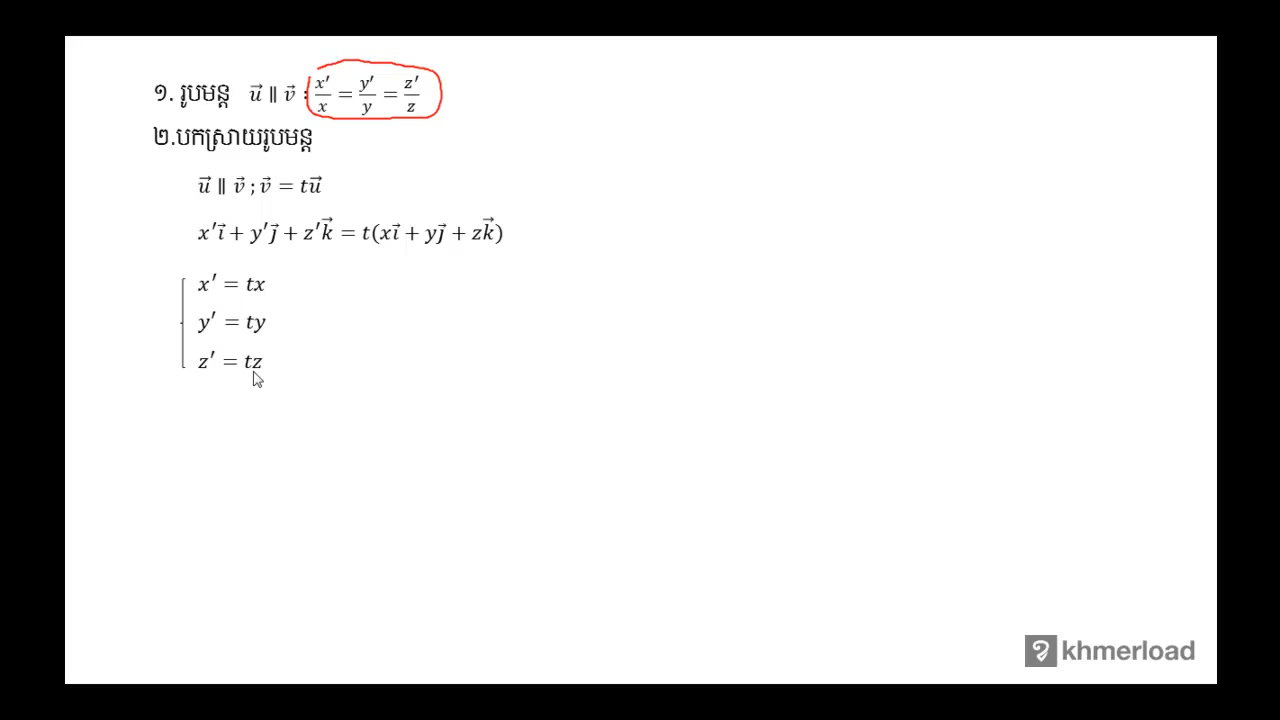 ១. រូបមន្ត u⃗ ∥ v⃗ : x′/x = y′/y = z′/z
២.បកស្រាយរូបមន្ត
u⃗ ∥ v⃗ ; v⃗ = tu⃗
x′i⃗ + y′j⃗ + z′k⃗ = t(xi⃗ + yj⃗ + zk⃗)
x′ = tx
y′ = ty
z′ = tz
khmerload